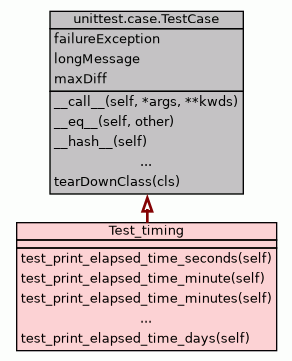 unittest.case.TestCase
failureException
longMessage
maxDiff
__call__(self, *args, **kwds)
__eq__(self, other)
__hash__(self)
...
tearDownClass(cls)
Test_timing
test_print_elapsed_time_seconds(self)
test_print_elapsed_time_minute(self)
test_print_elapsed_time_minutes(self)
...
test_print_elapsed_time_days(self)